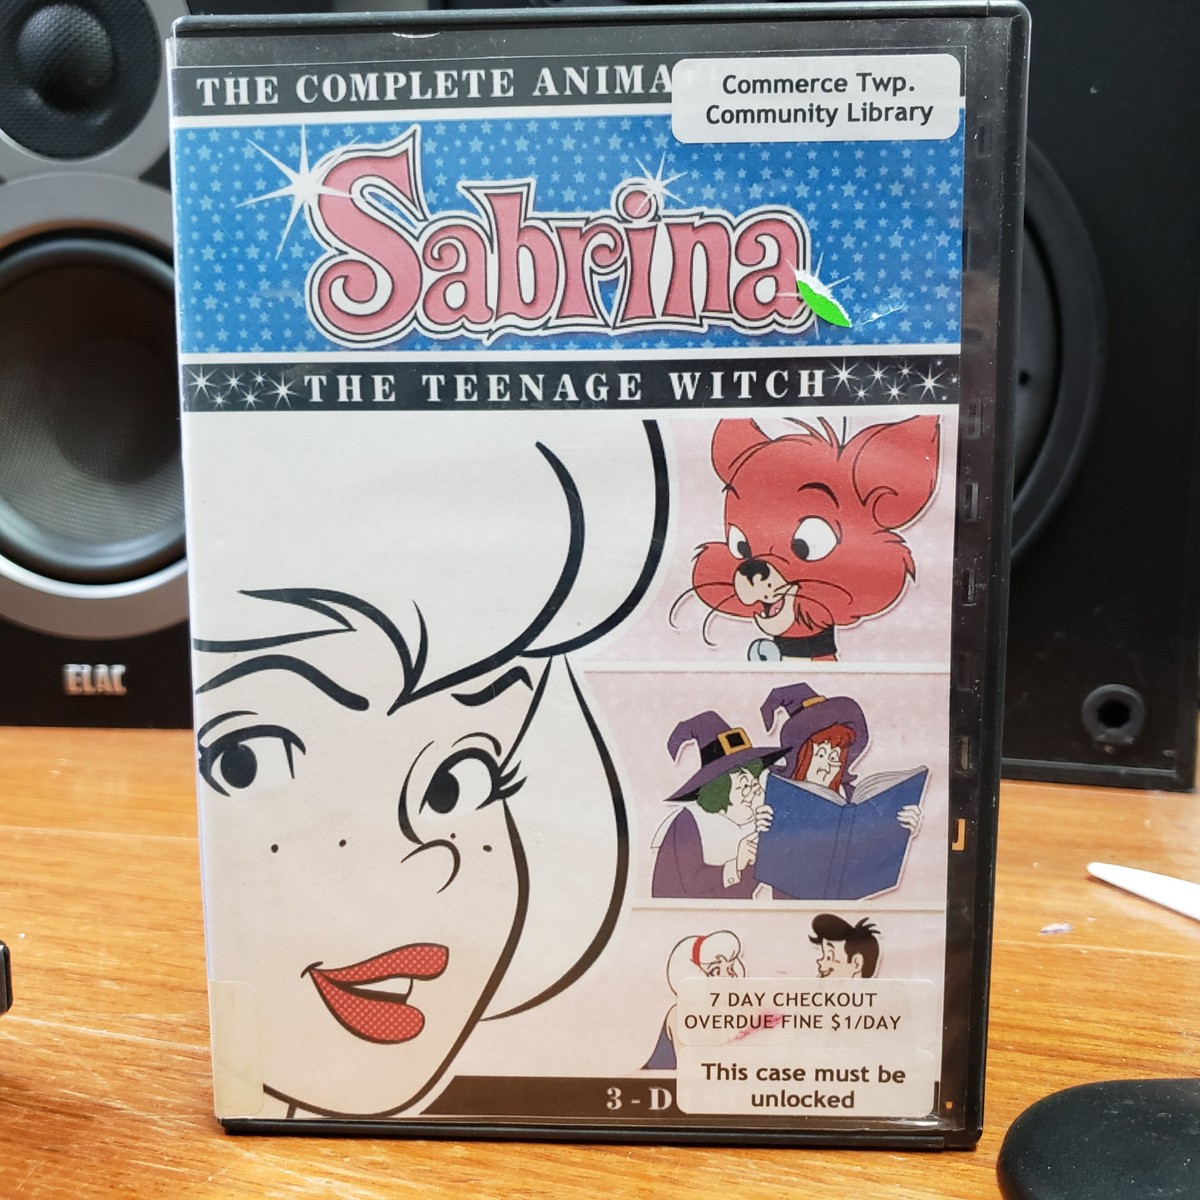 THE COMPLETE ANIMA
Commerce Twp.
Community Library
Sabrina
THE TEENAGE WITCH
ELAC
7 DAY CHECKOUT
OVERDUE FINE $1/DAY
This case must be
unlocked
3-D